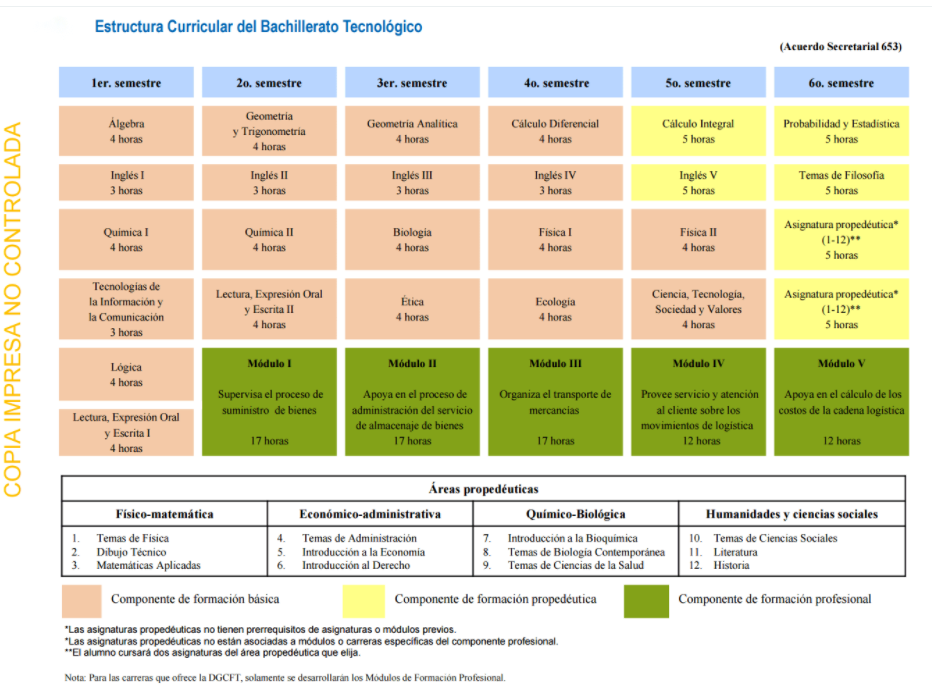 Estructura Curricular del Bachillerato Tecnológico
(Acuerdo Secretarial 653)
COPIA IMPRESA NO CONTROLADA
1er. semestre
2o. semestre
3er. semestre
4o. semestre
5o. semestre
6o. semestre
Álgebra
4 horas
Geometría
y Trigonometría
4 horas
Geometría Analítica
4 horas
Cálculo Diferencial
4 horas
Cálculo Integral
5 horas
Probabilidad y Estadística
5 horas
Inglés I
3 horas
Inglés II
3 horas
Inglés III
3 horas
Inglés IV
3 horas
Inglés V
5 horas
Temas de Filosofía
5 horas
Química I
4 horas
Química II
4 horas
Biología
4 horas
Física I
4 horas
Física II
4 horas
Asignatura propedéutica*
(1-12)**
5 horas
Tecnologías de
la Información y
la Comunicación
3 horas
Lectura, Expresión Oral
y Escrita II
4 horas
Ética
4 horas
Ecología
4 horas
Ciencia, Tecnología,
Sociedad y Valores
4 horas
Asignatura propedéutica*
(1-12)**
5 horas
Lógica
4 horas
Lectura, Expresión Oral
y Escrita I
4 horas
Módulo I
Supervisa el proceso de
suministro de bienes
17 horas
Módulo II
Apoya en el proceso de
administración del servicio
de almacenaje de bienes
17 horas
Módulo III
Organiza el transporte de
mercancías
17 horas
Módulo IV
Provee servicio y atención
al cliente sobre los
movimientos de logística
12 horas
Módulo V
Apoya en el cálculo de los
costos de la cadena logística
12 horas
Áreas propedéuticas
Físico-matemática
Económico-administrativa
Químico-Biológica
Humanidades y ciencias sociales
1. Temas de Física
2. Dibujo Técnico
3. Matemáticas Aplicadas
4. Temas de Administración
5. Introducción a la Economía
6. Introducción al Derecho
7. Introducción a la Bioquímica
8. Temas de Biología Contemporánea
9. Temas de Ciencias de la Salud
10. Temas de Ciencias Sociales
11. Literatura
12. Historia
Componente de formación básica
Componente de formación propedéutica
Componente de formación profesional
*Las asignaturas propedéuticas no tienen prerrequisitos de asignaturas o módulos previos.
*Las asignaturas propedéuticas no están asociadas a módulos o carreras específicas del componente profesional.
**El alumno cursará dos asignaturas del área propedéutica que elija.
Nota: Para las carreras que ofrece la DGCFT, solamente se desarrollarán los Módulos de Formación Profesional.